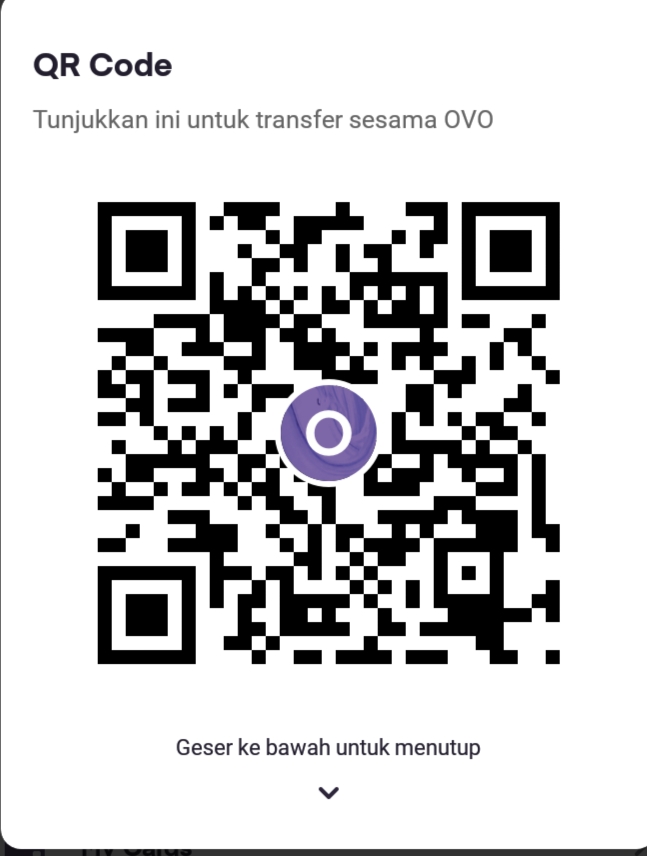 QR Code
Tunjukkan ini untuk transfer sesama OVO
Geser ke bawah untuk menutup